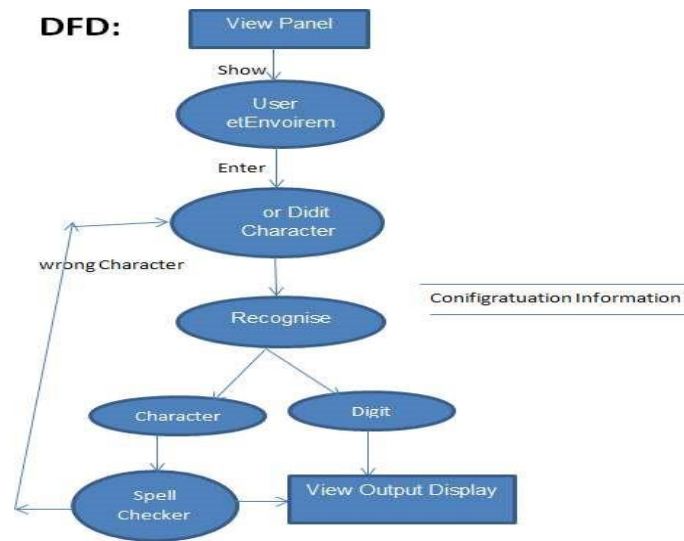 DFD:
View Panel
Show
User
etEnvoirem
Enter
or Didit
Character
wrong Character
Recognise
Conifigratuation Information
Character
Digit
Spell
Checker
View Output Display